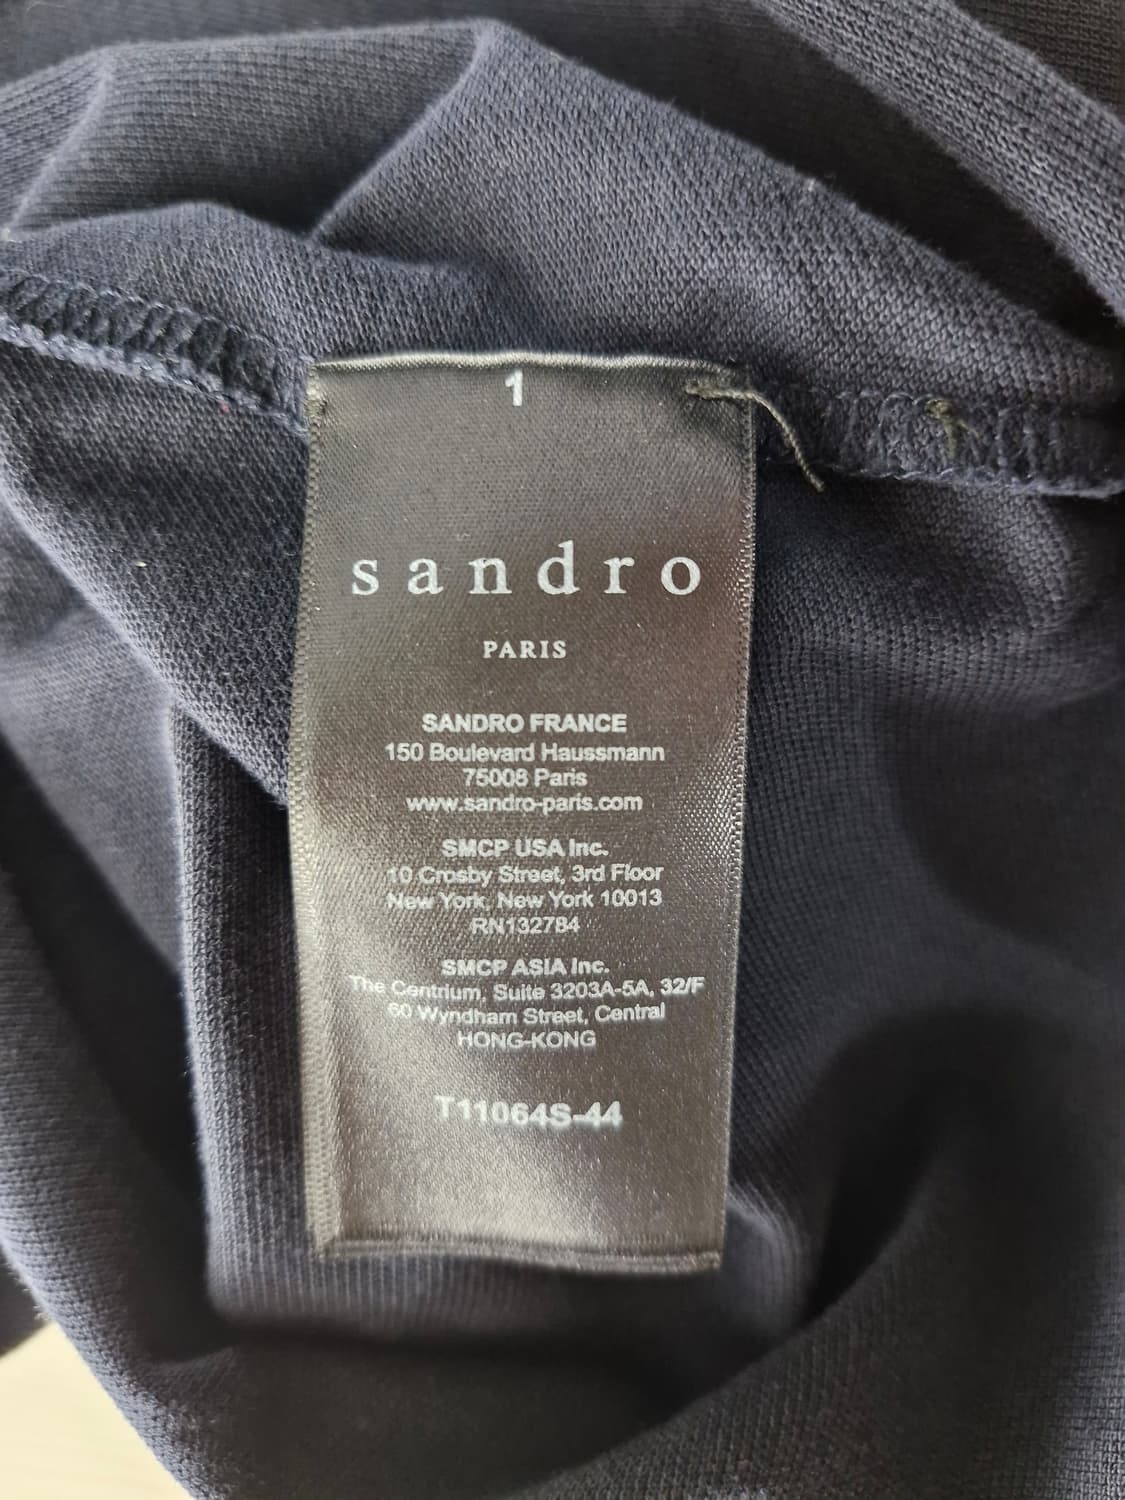 1
sandro
PARIS
SANDRO FRANCE
150 Boulevard Haussmann
75008 Paris
www.sandro-paris.com
SMCP USA Inc.
10 Crosby Street, 3rd Floor
New York, New York 10013
RN132784
SMCP ASIA Inc.
The Centrium, Suite 3203A-5A, 32/F
60 Wyndham Street, Central
HONG-KONG
T11064S-44